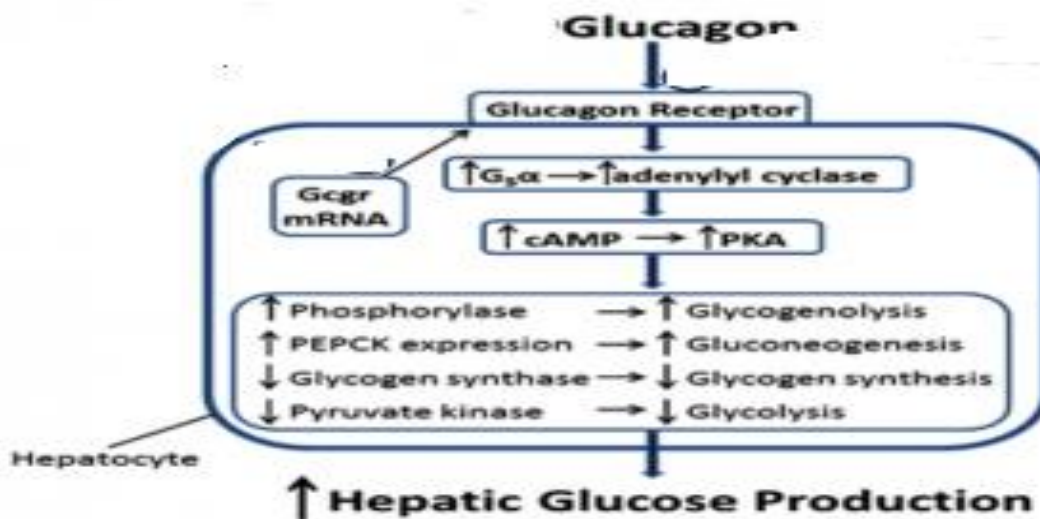 Glucagon
Glucagon Receptor
Gcgr
mRNA
↑Gsα → ↑adenylyl cyclase
↑cAMP → ↑PKA
↑ Phosphorylase → ↑ Glycogenolysis
↑ PEPCK expression → ↑ Gluconeogenesis
↓ Glycogen synthase → ↓ Glycogen synthesis
↓ Pyruvate kinase → ↓ Glycolysis
Hepatocyte
↑ Hepatic Glucose Production